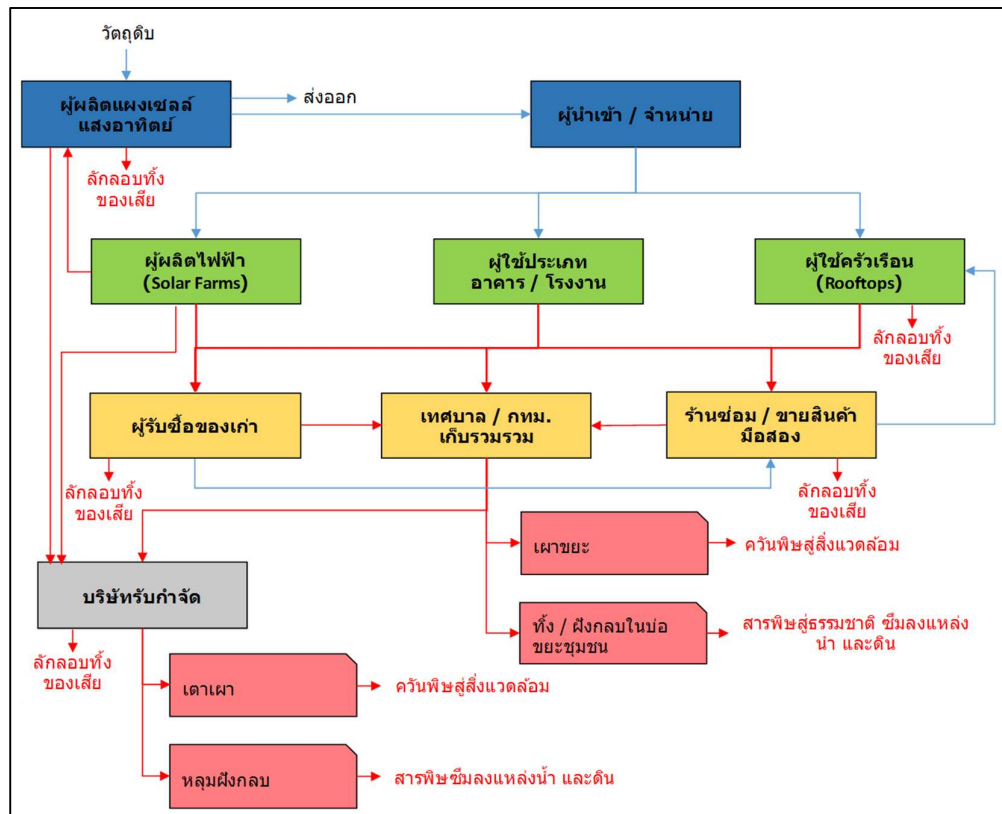 วัตถุดิบ
ผู้ผลิตแผงเซลล์
แสงอาทิตย์
ส่งออก
ผู้นำเข้า / จำหน่าย
ลักลอบทิ้ง
ของเสีย
ผู้ผลิตไฟฟ้า
(Solar Farms)
ผู้ใช้ประเภท
อาคาร / โรงงาน
ผู้ใช้ครัวเรือน
(Rooftops)
ลักลอบทิ้ง
ของเสีย
ผู้รับซื้อของเก่า
เทศบาล / กทม.
เก็บรวมรวม
ร้านซ่อม / ขายสินค้า
มือสอง
ลักลอบทิ้ง
ของเสีย
ลักลอบทิ้ง
ของเสีย
เผาขยะ
ควันพิษสู่สิ่งแวดล้อม
บริษัทรับกำจัด
ทิ้ง / ฝังกลบในบ่อ
ขยะชุมชน
สารพิษสู่ธรรมชาติ ซึมลงแหล่ง
น้ำ และดิน
ลักลอบทิ้ง
ของเสีย
เตาเผา
ควันพิษสู่สิ่งแวดล้อม
หลุมฝังกลบ
สารพิษซึมลงแหล่งน้ำ และดิน